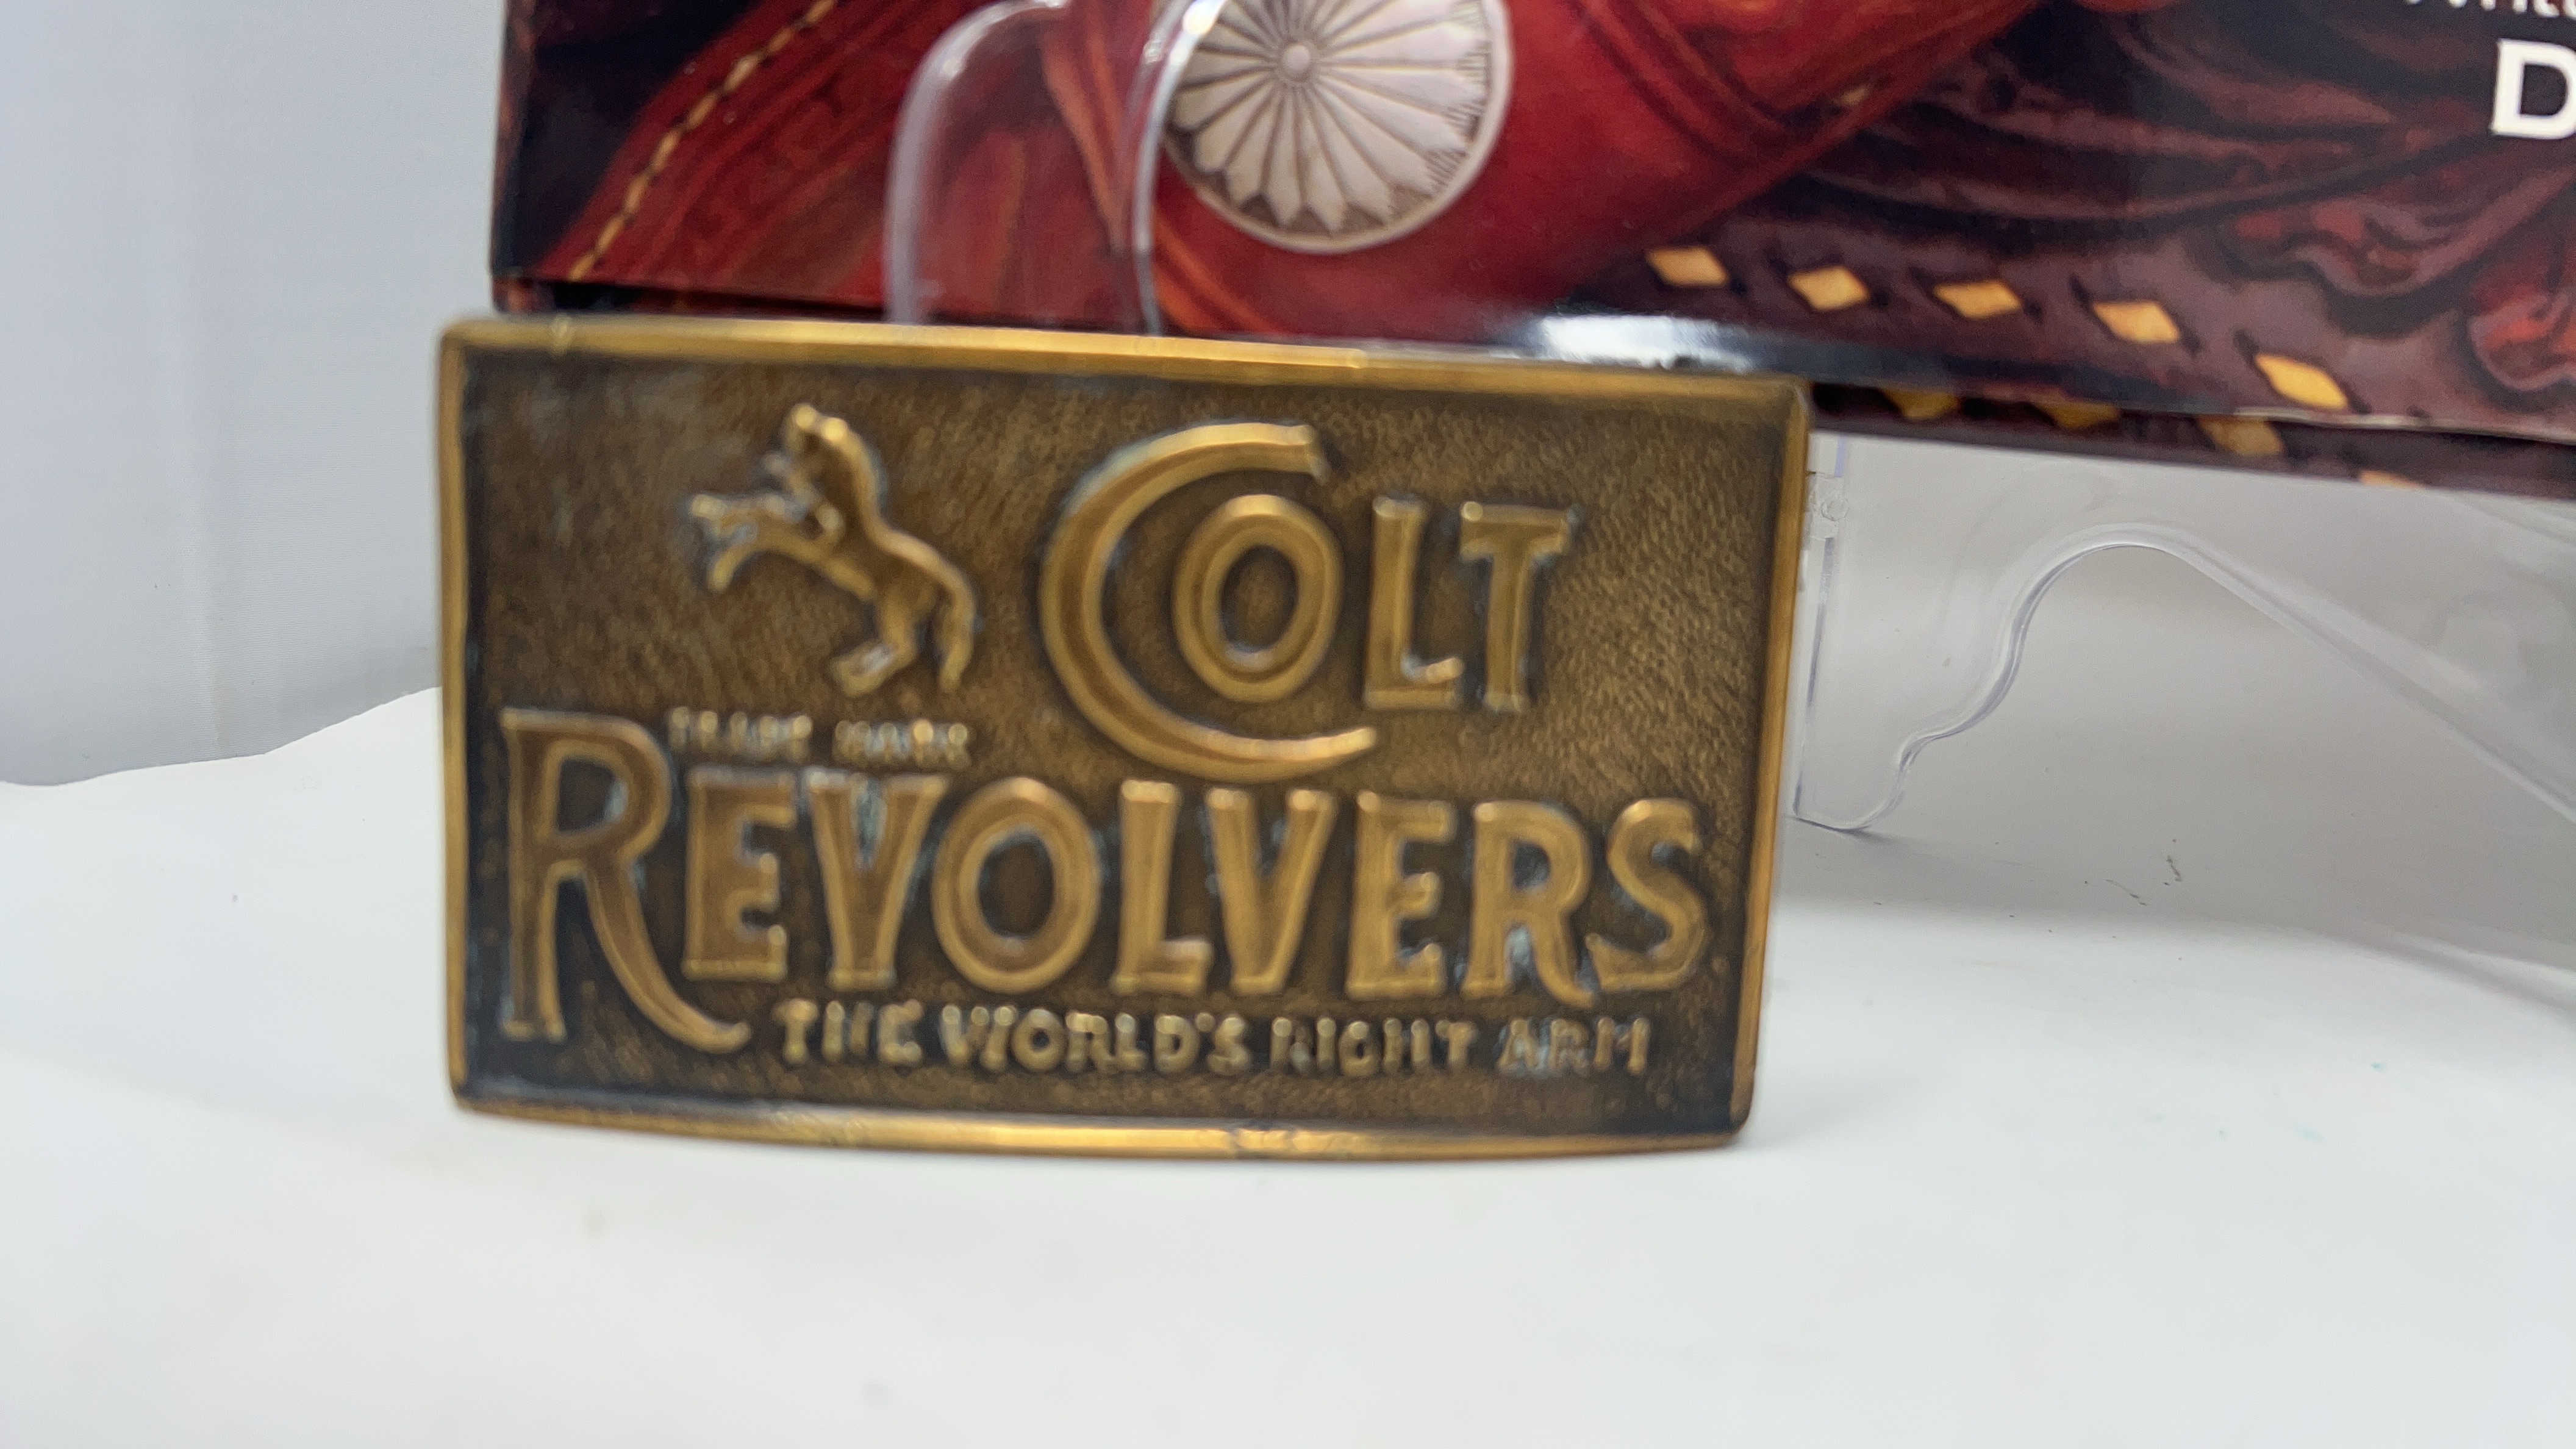 D
COLT
TRADE MARK
REVOLVERS
THE WORLD'S RIGHT ARM